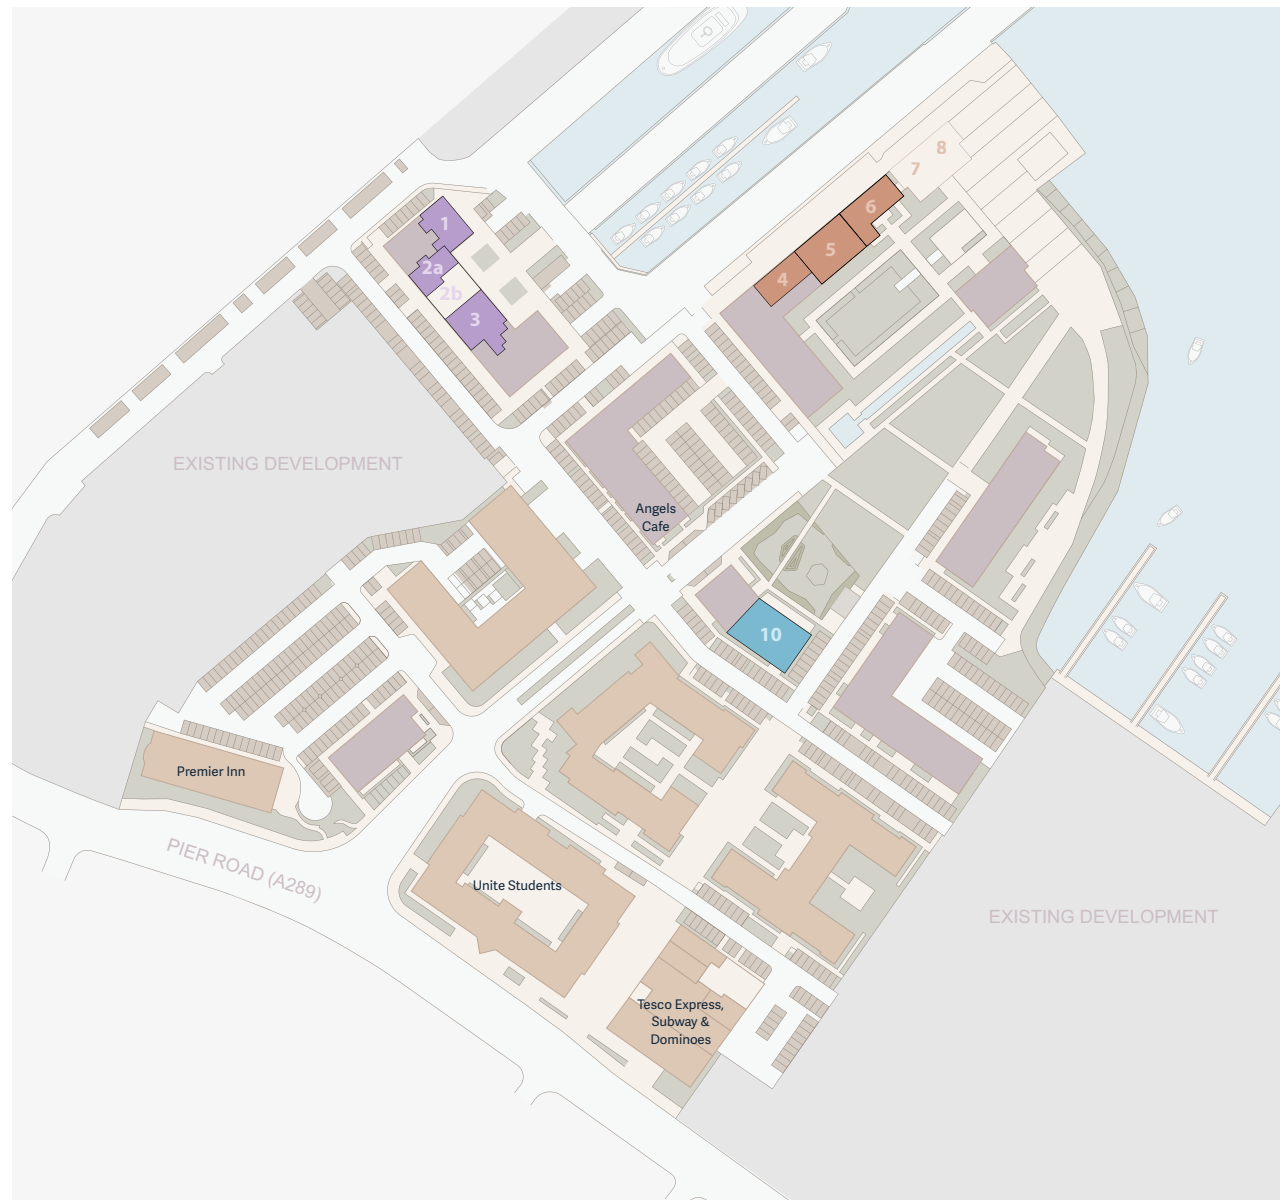 8
7
6
1
5
2a
4
2b
3
EXISTING DEVELOPMENT
Angels
Cafe
10
Premier Inn
PIER ROAD (A289)
Unite Students
EXISTING DEVELOPMENT
Tesco Express,
Subway &
Dominoes